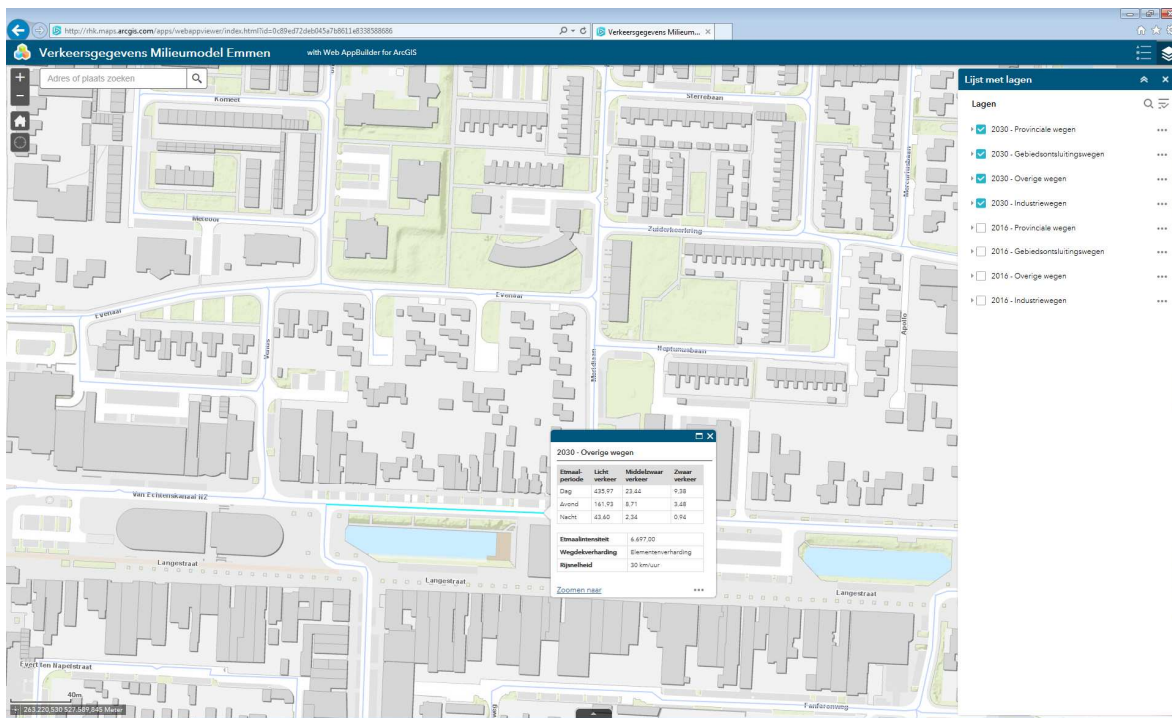 http://rhk.maps.arcgis.com/apps/webappviewer/index.html?id=0c89ed72deb045a7b8611e8338588686
Verkeersgegevens Milieum...
Verkeersgegevens Milieumodel Emmen
with Web AppBuilder for ArcGIS
Adres of plaats zoeken
Lijst met lagen
Lagen
2030 - Provinciale wegen
2030 - Gebiedsontsluitingswegen
2030 - Overige wegen
2030 - Industriewegen
2016 - Provinciale wegen
2016 - Gebiedsontsluitingswegen
2016 - Overige wegen
2016 - Industriewegen
Komeet
Sterrebaan
Mercuriusbaan
Meteoor
Zuiderkeerkring
Evenaar
Evenaar
Venus
Meridiaan
Neptunusbaan
Apollo
Van Echtenskanaal NZ
Langestraat
Langestraat
Langestraat
2030 - Overige wegen
Etmaal-periode Licht verkeer Middelzwaar verkeer Zwaar verkeer
Dag 435,97 23,44 9,38
Avond 161,93 8,71 3,48
Nacht 43,60 2,34 0,94
Etmaalintensiteit 6.697,00
Wegdekverharding Elementenverharding
Rijsnelheid 30 km/uur
Zoomen naar
Evert ten Napelstraat
40m
263.220,530 527.589,845 Meter
Fanfareweg